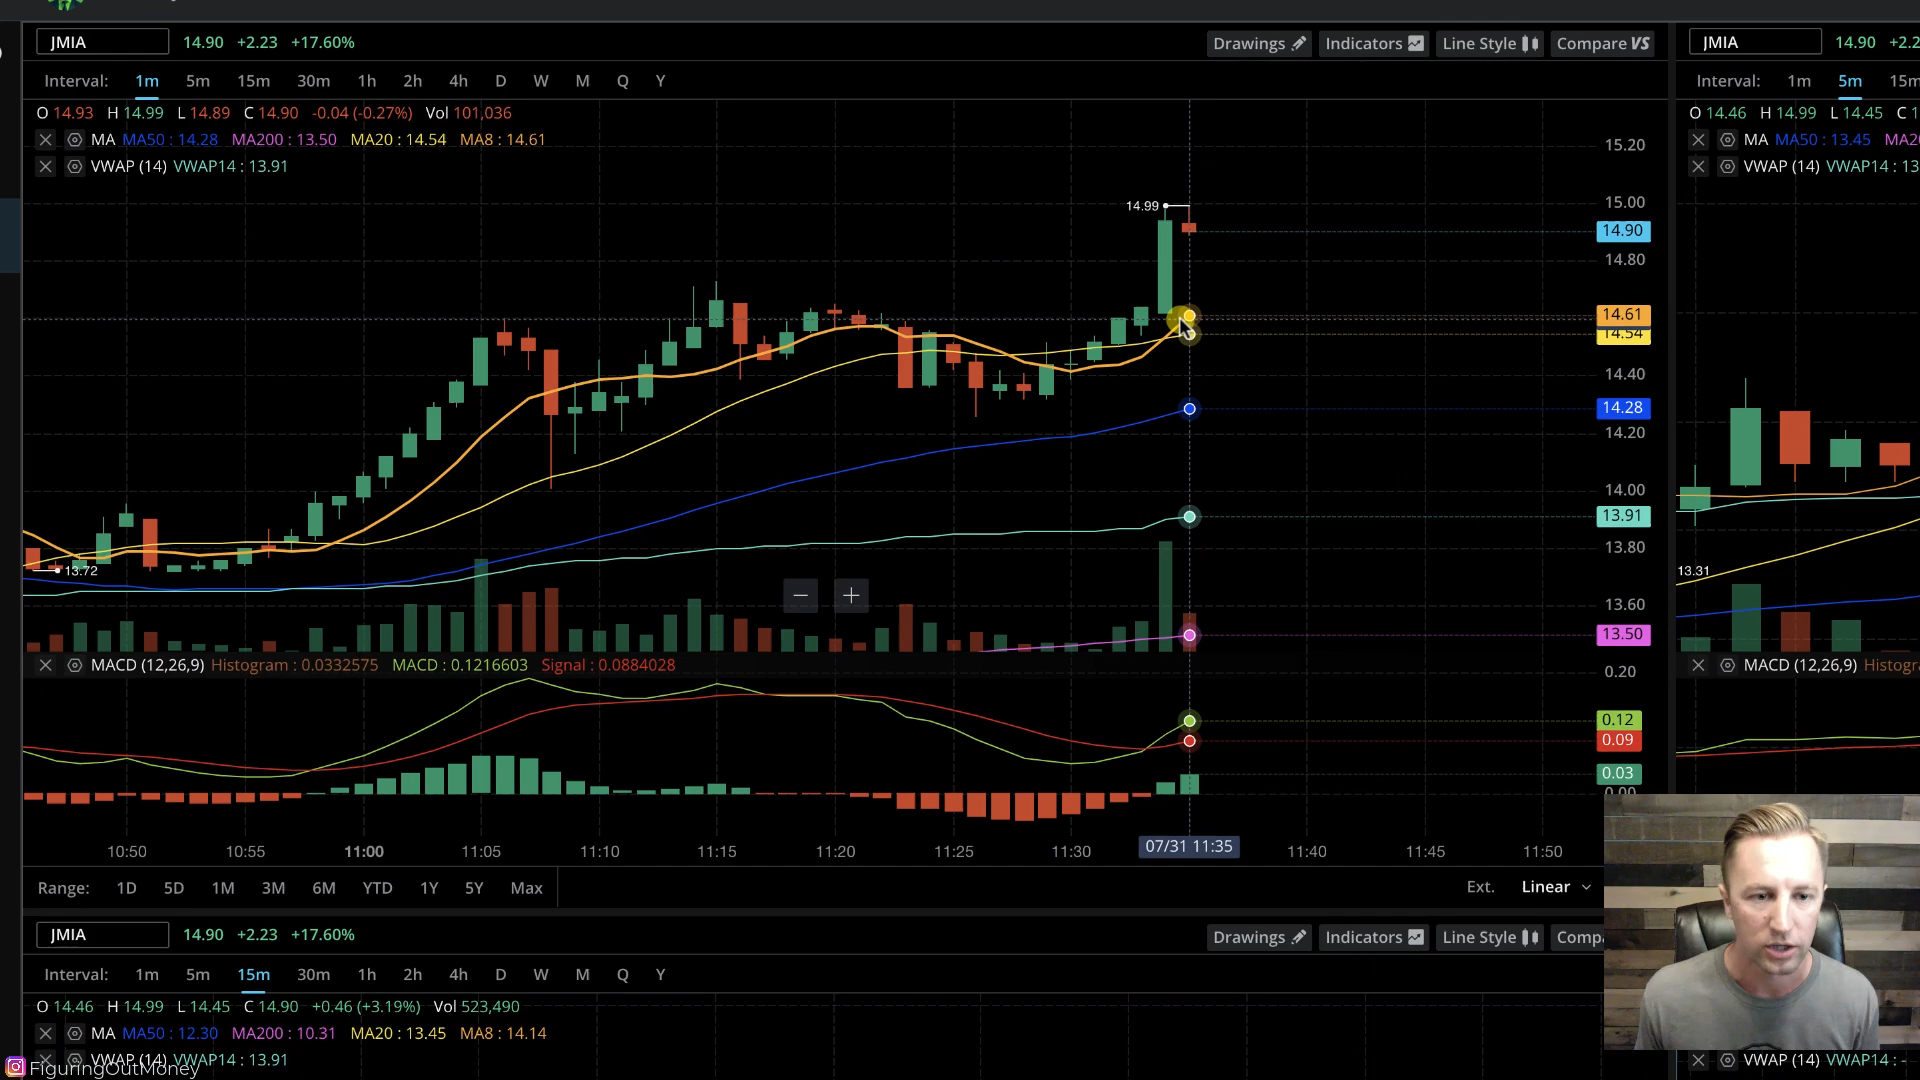 JMIA 14.90 +2.23 +17.60% Drawings Indicators Line Style Compare VS
Interval: 1m 5m 15m 30m 1h 2h 4h D W M Q Y
O 14.93 H 14.99 L 14.89 C 14.90 -0.04 (-0.27%) Vol 101,036
MA MA50 : 14.28 MA200 : 13.50 MA20 : 14.54 MA8 : 14.61
VWAP (14) VWAP14 : 13.91
15.20
14.99
15.00
14.90
14.80
14.61
14.54
14.40
14.28
14.20
14.00
13.91
13.80
13.72
13.60
13.50
MACD (12,26,9) Histogram : 0.0332575 MACD : 0.1216603 Signal : 0.0884028
0.20
0.12
0.09
0.03
0.00
10:50 10:55 11:00 11:05 11:10 11:15 11:20 11:25 11:30 07/31 11:35 11:40 11:45 11:50
Range: 1D 5D 1M 3M 6M YTD 1Y 5Y Max Ext. Linear
JMIA 14.90 +2.23 +17.60% Drawings Indicators Line Style Comp
Interval: 1m 5m 15m 30m 1h 2h 4h D W M Q Y
O 14.46 H 14.99 L 14.45 C 14.90 +0.46 (+3.19%) Vol 523,490
MA MA50 : 12.30 MA200 : 10.31 MA20 : 13.45 MA8 : 14.14
VWAP (14) VWAP14 : 13.91
FiguringOutMoney
JMIA 14.90 +2.2
Interval: 1m 5m 15m
O 14.46 H 14.99 L 14.45 C 1
MA MA50 : 13.45 MA2
VWAP (14) VWAP14 : 13
13.31
MACD (12,26,9) Histogr
VWAP (14) VWAP14 : -